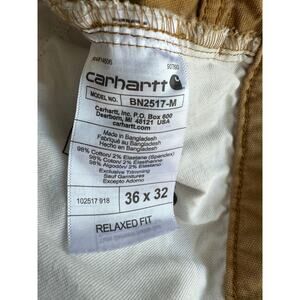 carhartt
MODEL NO. BN2517-M
Carhartt, Inc. P.O. Box 600
Dearborn, MI 48121 USA
carhartt.com
Made in Bangladesh
Fabriqué au Bangladesh
Hecho en Bangladesh
98% Cotton/ 2% Elastane (Spandex)
98% Cotton/ 2% Elastane
98% Algodón/ 2% Elastano
Exclusive Trimming
Sauf Garnitures
Excepto Adorno
102517 918
36 x 32
RELAXED FIT